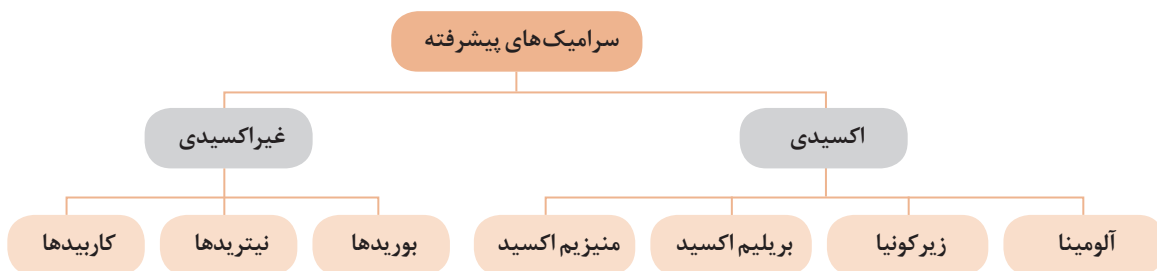 سرامیک‌های پیشرفته
اکسیدی
غیراکسیدی
آلومینا
زیرکونیا
بریلیم اکسید
منیزیم اکسید
بوریدها
نیتریدها
کاربیدها